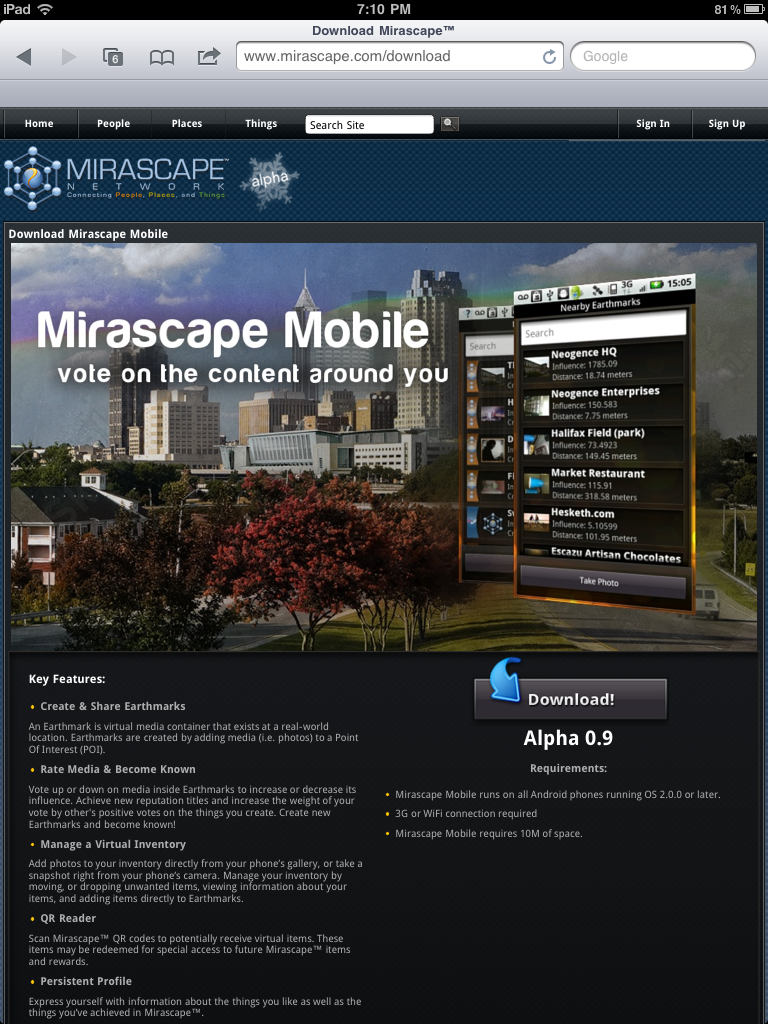 iPad
7:10 PM
81 %
Download Mirascape™
6
www.mirascape.com/download
Google
Home
People
Places
Things
Search Site
Sign In
Sign Up
MIRASCAPE™
NETWORK
Connecting People, Places, and Things
alpha
Download Mirascape Mobile
Mirascape Mobile
vote on the content around you
Search
3G
15:05
Nearby Earthmarks
Search
Neogence HQ
Influence: 1785.09
Distance: 18.74 meters
Neogence Enterprises
Influence: 150.583
Distance: 7.75 meters
Halifax Field (park)
Influence: 73.4923
Distance: 149.45 meters
Market Restaurant
Influence: 115.91
Distance: 318.58 meters
Hesketh.com
Influence: 5.10599
Distance: 101.95 meters
Escazu Artisan Chocolates
Take Photo
Key Features:
• Create & Share Earthmarks
An Earthmark is virtual media container that exists at a real-world
location. Earthmarks are created by adding media (i.e. photos) to a Point
Of Interest (POI).
• Rate Media & Become Known
Vote up or down on media inside Earthmarks to increase or decrease its
influence. Achieve new reputation titles and increase the weight of your
vote by other's positive votes on the things you create. Create new
Earthmarks and become known!
• Manage a Virtual Inventory
Add photos to your inventory directly from your phone's gallery, or take a
snapshot right from your phone's camera. Manage your inventory by
moving, or dropping unwanted items, viewing information about your
items, and adding items directly to Earthmarks.
• QR Reader
Scan Mirascape™ QR codes to potentially receive virtual items. These
items may be redeemed for special access to future Mirascape™ items
and rewards.
• Persistent Profile
Express yourself with information about the things you like as well as the
things you've achieved in Mirascape™.
Download!
Alpha 0.9
Requirements:
• Mirascape Mobile runs on all Android phones running OS 2.0.0 or later.
• 3G or WiFi connection required
• Mirascape Mobile requires 10M of space.